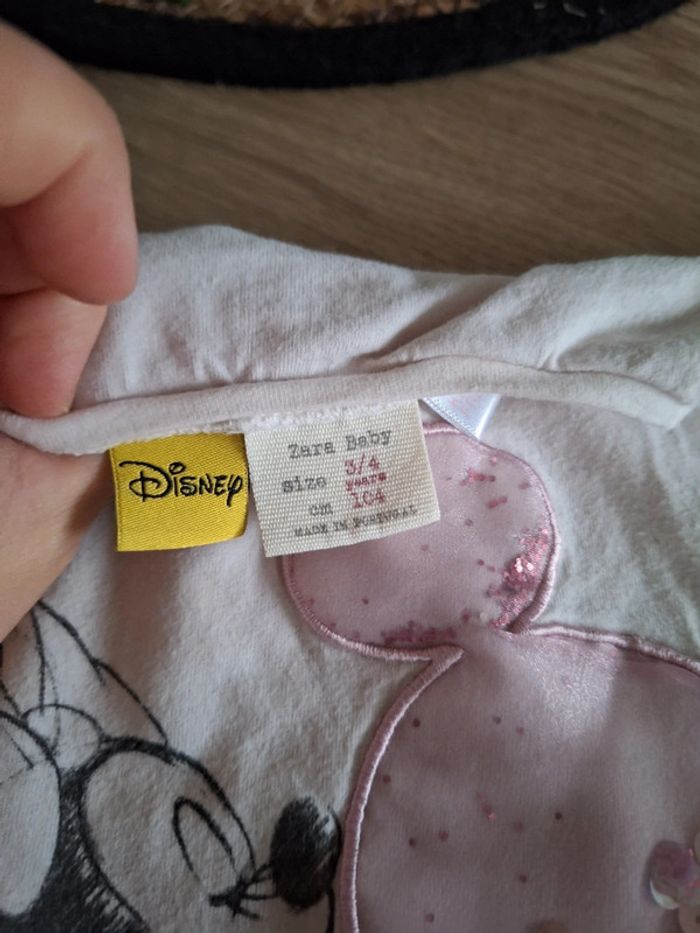 Disney
Zara Baby
size 3/4
years
cm 104
MADE IN PORTUGAL